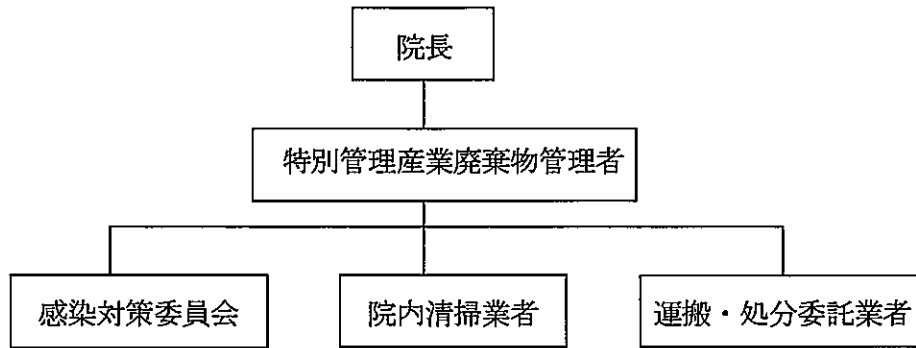 院長
特別管理産業廃棄物管理者
感染対策委員会
院内清掃業者
運搬・処分委託業者